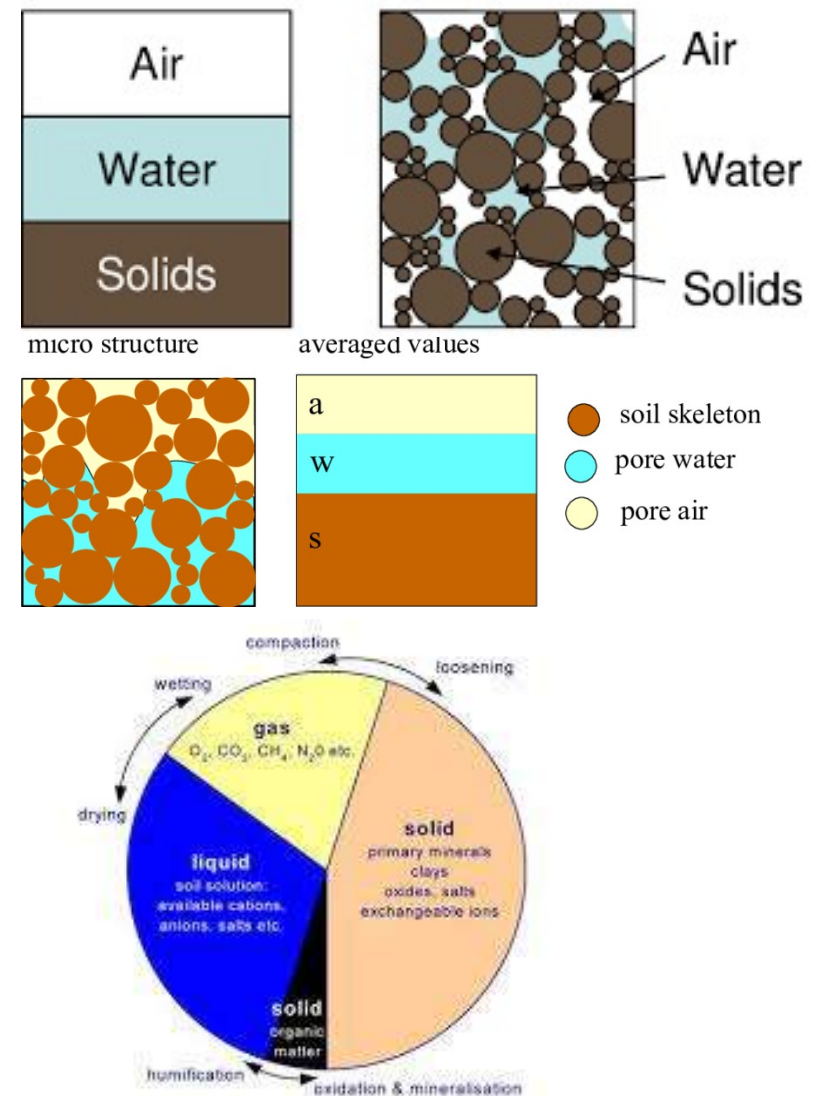 Air
Water
Solids
Air
Water
Solids
micro structure
averaged values
a
w
s
soil skeleton
pore water
pore air
compaction
loosening
wetting
drying
gas
O2, CO2, CH4, N20 etc.
solid
primary minerals
clays
oxides, salts
exchangeable ions
liquid
soil solution:
available cations,
anions, salts etc.
solid
organic
matter
humification
oxidation & mineralisation